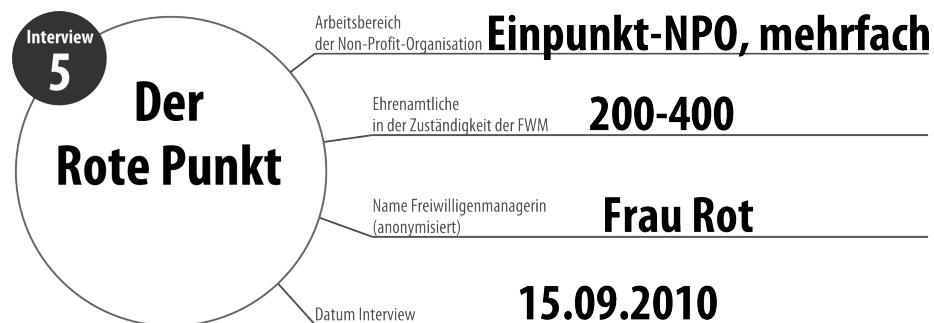 Interview
5
Der
Rote Punkt
Arbeitsbereich
der Non-Profit-Organisation Einpunkt-NPO, mehrfach
Ehrenamtliche
in der Zuständigkeit der FWM 200-400
Name Freiwilligenmanagerin
(anonymisiert) Frau Rot
Datum Interview 15.09.2010